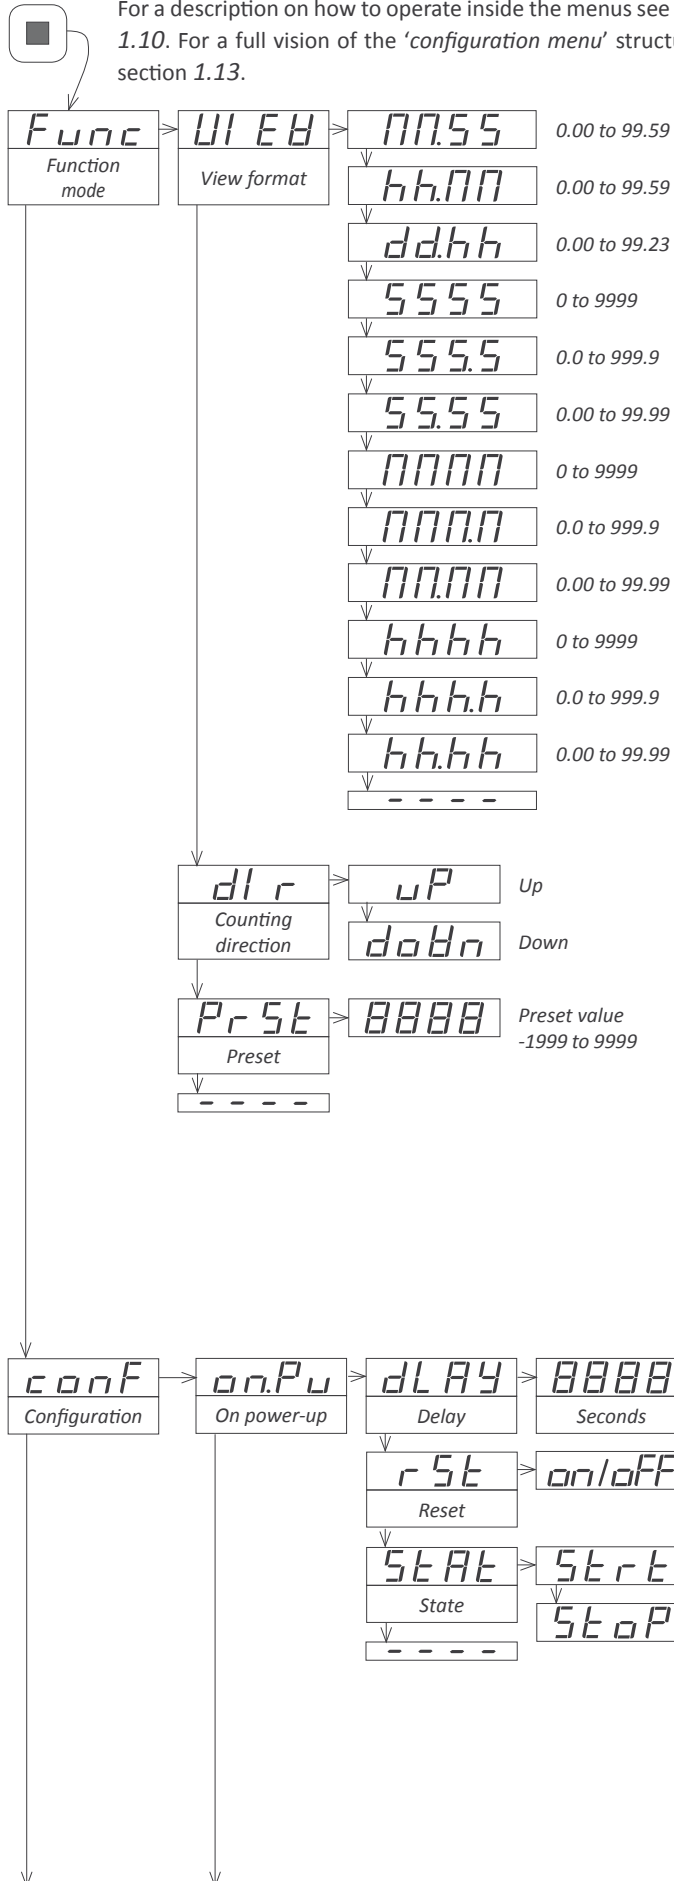 For a description on how to operate inside the menus see
1.10. For a full vision of the ‘configuration menu’ struct
section 1.13.
Func
Function
mode
VIEW
View format
MM.SS 0.00 to 99.59
hh.MM 0.00 to 99.59
dd.hh 0.00 to 99.23
SSSS 0 to 9999
SSS.S 0.0 to 999.9
SS.SS 0.00 to 99.99
MMMM 0 to 9999
MMM.M 0.0 to 999.9
MM.MM 0.00 to 99.99
hhhh 0 to 9999
hhh.h 0.0 to 999.9
hh.hh 0.00 to 99.99
- - - -
dIr
Counting
direction
uP Up
doWn Down
PrSt
Preset
8888 Preset value
-1999 to 9999
- - - -
conF
Configuration
on.Pu
On power-up
dLAY
Delay
8888
Seconds
rSt
Reset
on/oFF
StAt
State
Strt
StoP
- - - -